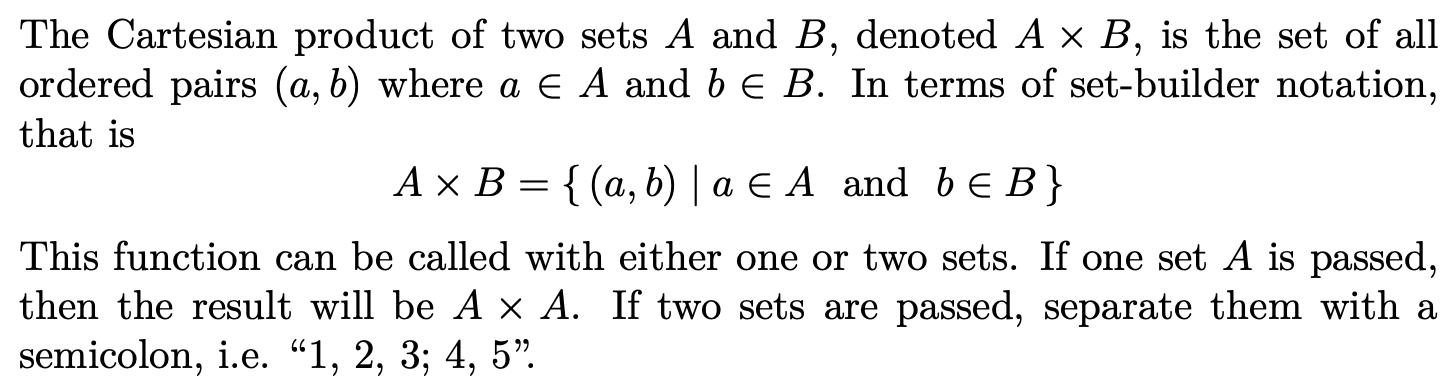 The Cartesian product of two sets A and B, denoted A × B, is the set of all
ordered pairs (a, b) where a ∈ A and b ∈ B. In terms of set-builder notation,
that is
A × B = { (a, b) | a ∈ A and b ∈ B }
This function can be called with either one or two sets. If one set A is passed,
then the result will be A × A. If two sets are passed, separate them with a
semicolon, i.e. “1, 2, 3; 4, 5”.